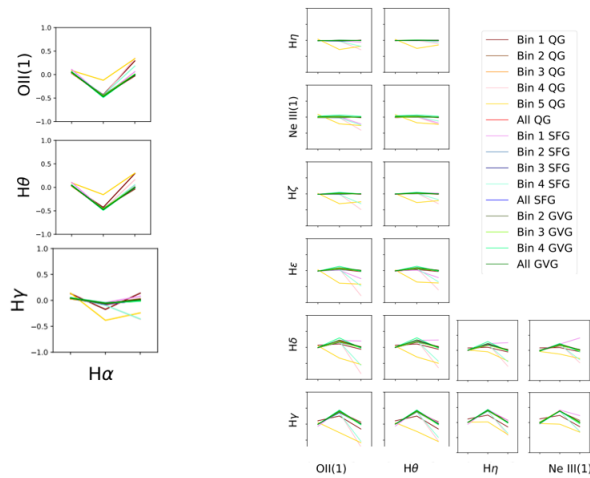 1.0
0.5
0.0
−0.5
−1.0
OII(1)
1.0
0.5
0.0
−0.5
−1.0
Hθ
1.0
0.5
0.0
−0.5
−1.0
Hγ
Hα
Hη
Ne III(1)
Hζ
Hε
Hδ
Hγ
OII(1)
Hθ
Hη
Ne III(1)
Bin 1 QG
Bin 2 QG
Bin 3 QG
Bin 4 QG
Bin 5 QG
All QG
Bin 1 SFG
Bin 2 SFG
Bin 3 SFG
Bin 4 SFG
All SFG
Bin 2 GVG
Bin 3 GVG
Bin 4 GVG
All GVG